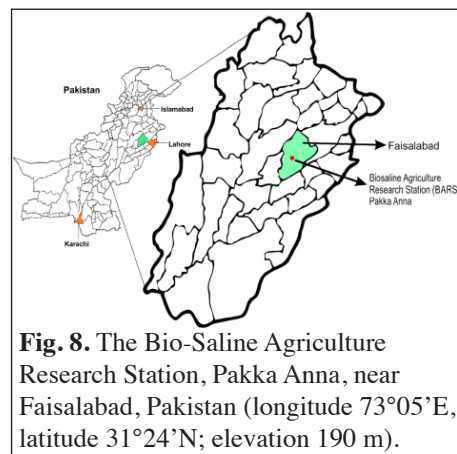 Pakistan
Islamabad
Lahore
Karachi
Faisalabad
Biosaline Agriculture
Research Station (BARS
Pakka Anna
Fig. 8. The Bio-Saline Agriculture
Research Station, Pakka Anna, near
Faisalabad, Pakistan (longitude 73°05’E,
latitude 31°24’N; elevation 190 m).